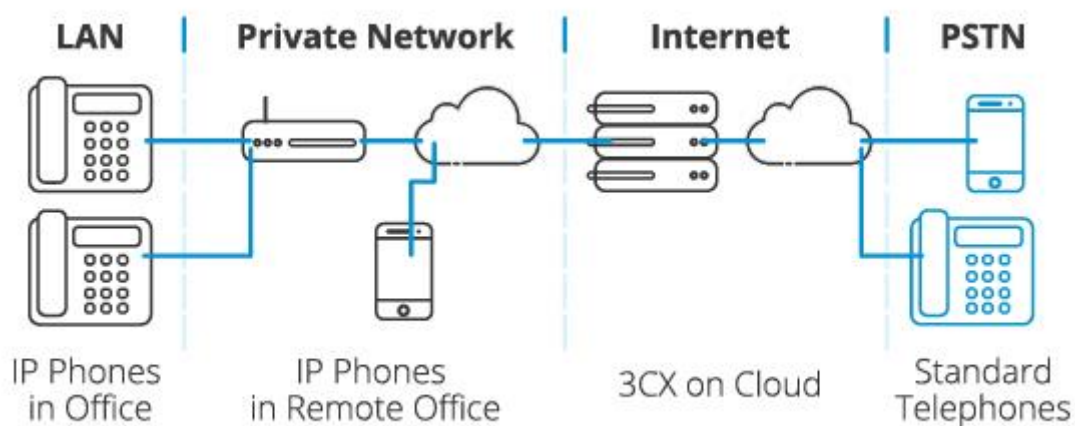 LAN
Private Network
Internet
PSTN
IP Phones
in Office
IP Phones
in Remote Office
3CX on Cloud
Standard
Telephones